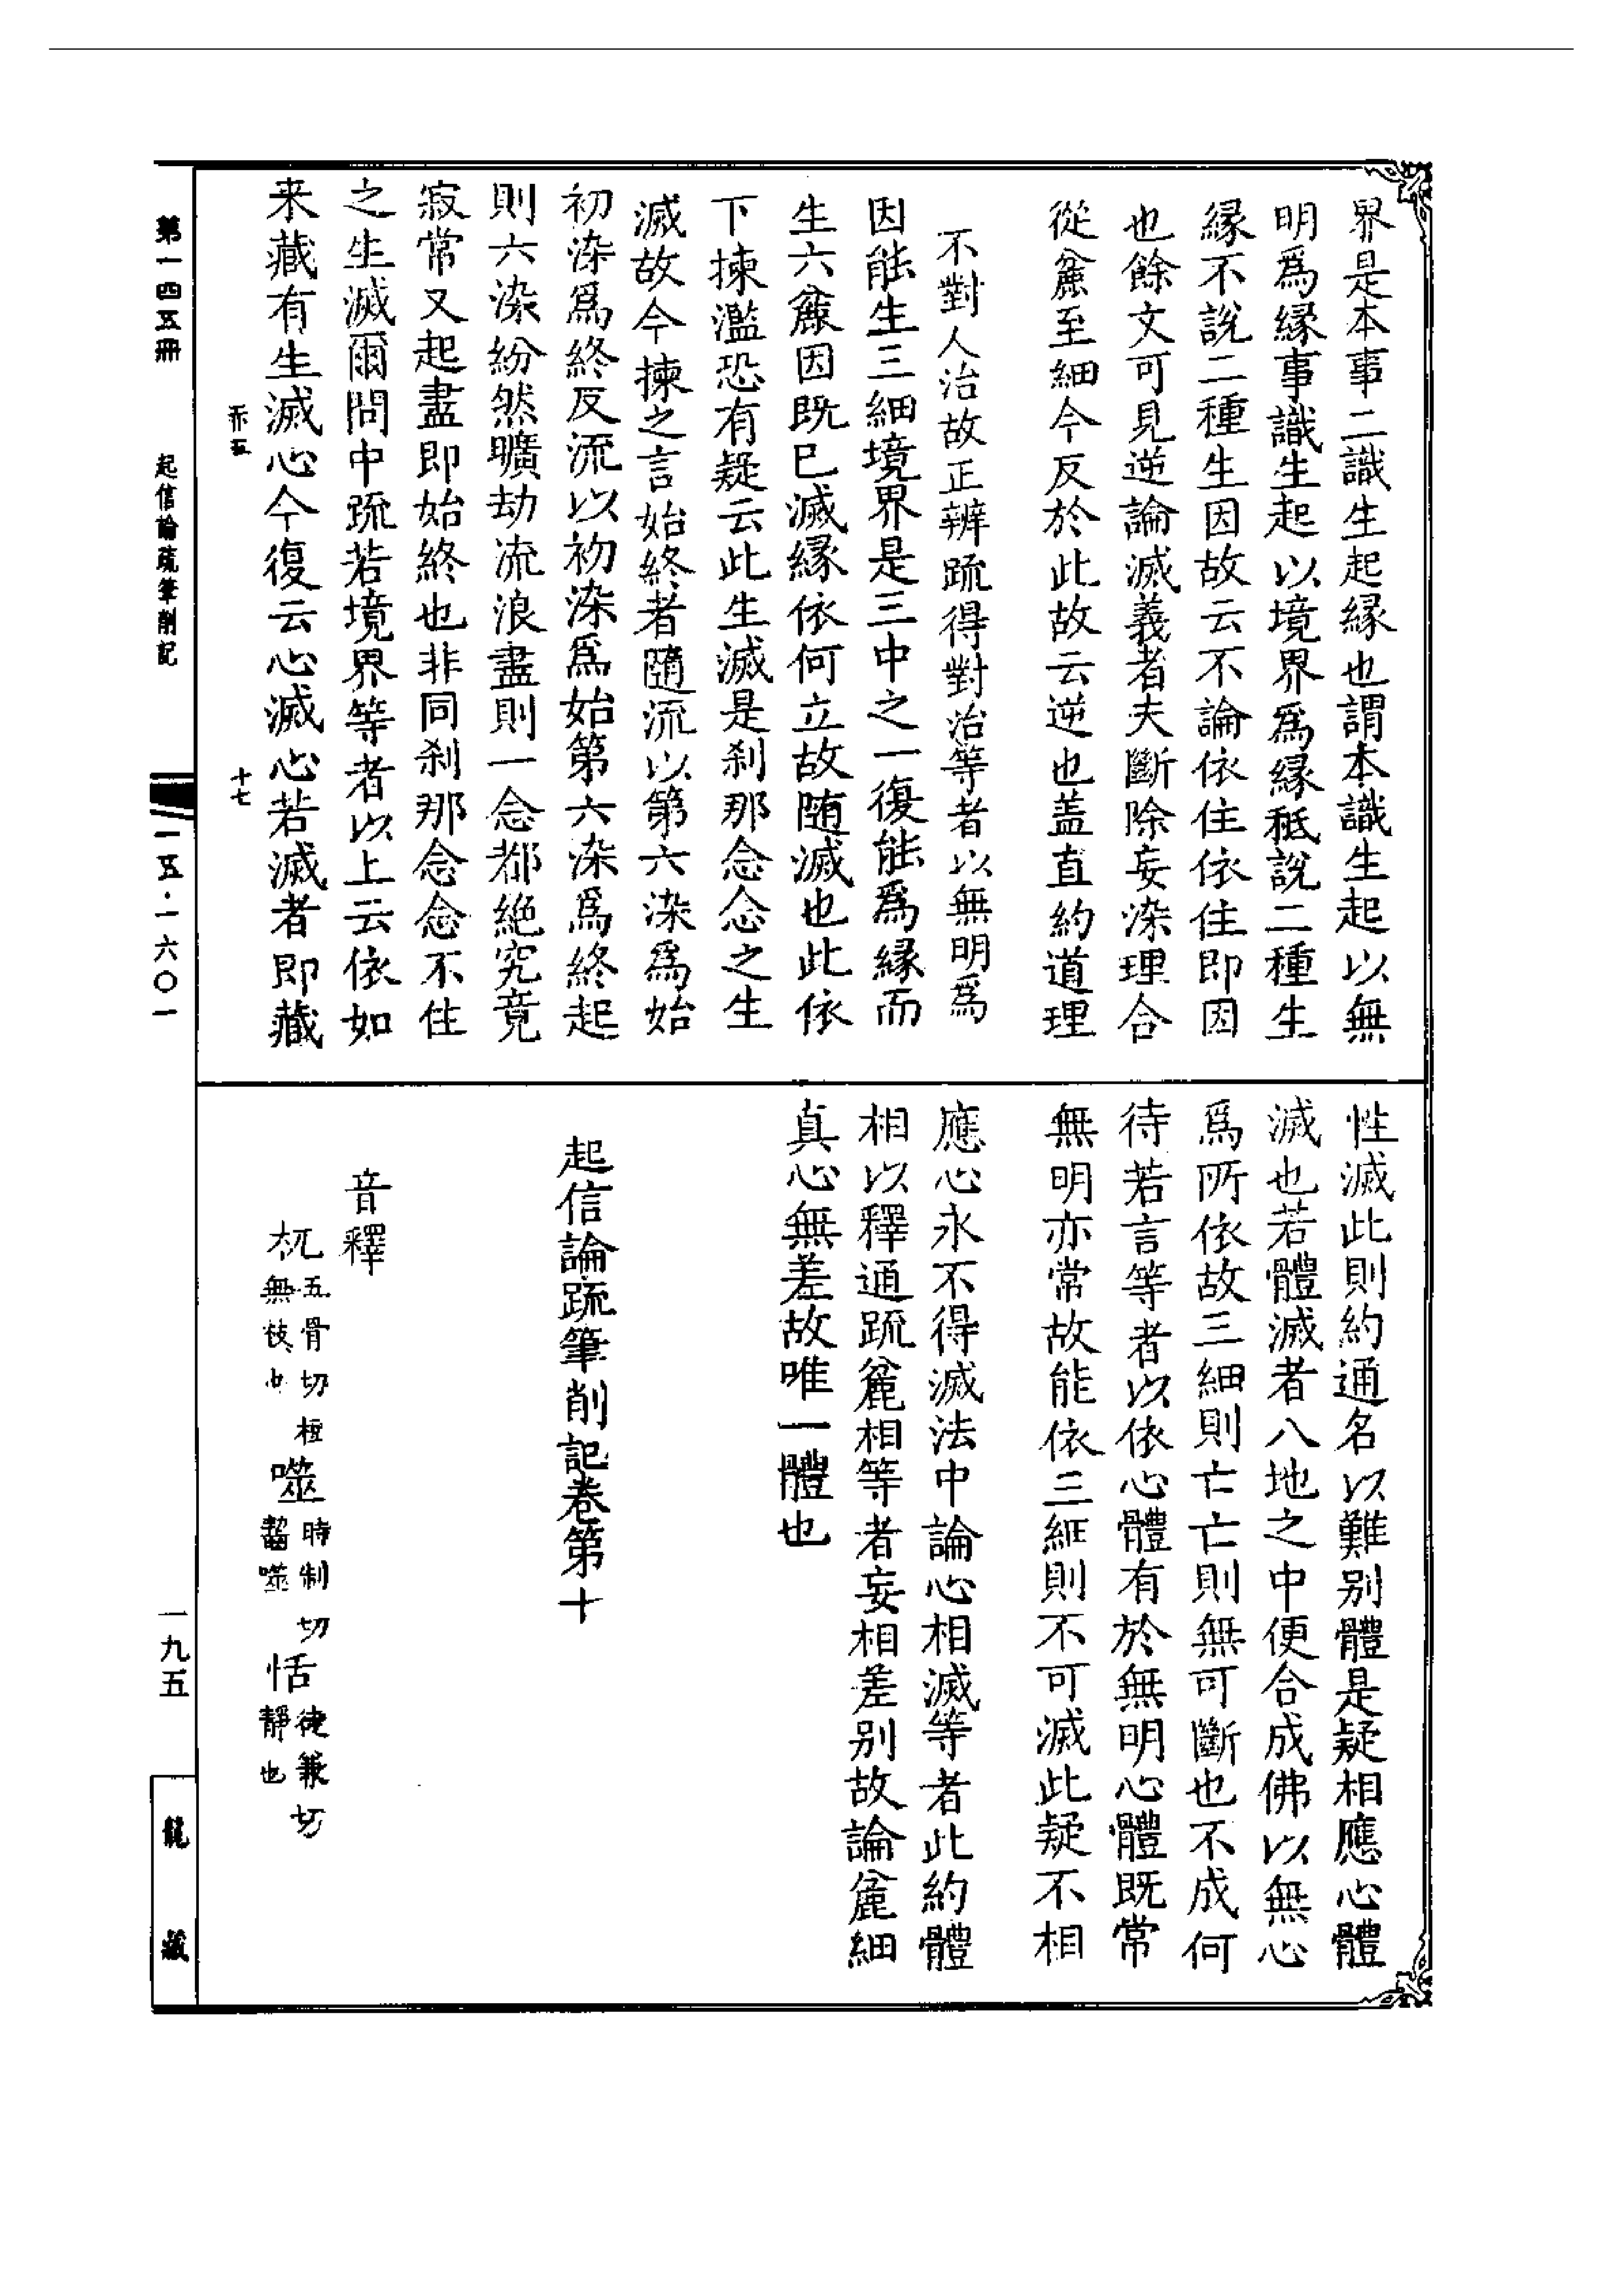 界是本事二識生起緣也謂本識生起以無
明爲緣事識生起以境界爲緣秪說二種生
緣不說二種生因故云不論依住依住即因
也餘文可見逆論滅義者夫斷除妄染理合
從麄至細今反於此故云逆也盖直約道理
不對人治故正辨疏得對治等者以無明爲
因能生三細境界是三中之一復能爲緣而
生六麄因既已滅緣依何立故随滅也此依
下揀濫恐有疑云此生滅是刹那念念之生
滅故今揀之言始終者隨流以第六染爲始
初染爲終反流以初染爲始第六染爲終起
則六染紛然曠劫流浪盡則一念都絶究竟
寂常又起盡即始終也非同刹那念念不住
之生滅爾問中疏若境界等者以上云依如
来藏有生滅心今復云心滅心若滅者即藏
性滅此則約通名以難别體是疑相應心體
滅也若體滅者八地之中便合成佛以無心
爲所依故三細則亡亡則無可斷也不成何
待若言等者以依心體有於無明心體既常
無明亦常故能依三細則不可滅此疑不相
應心永不得滅法中論心相滅等者此約體
相以釋通疏麄相等者妄相差别故論麄細
真心無差故唯一體也
起信論疏筆削記卷第十
音釋
杌五骨切樹無枝也噬時制切齧噬恬徒兼切靜也
第一四五冊
起信論疏筆削記
一五·一六〇一
一九五
龍藏
十七